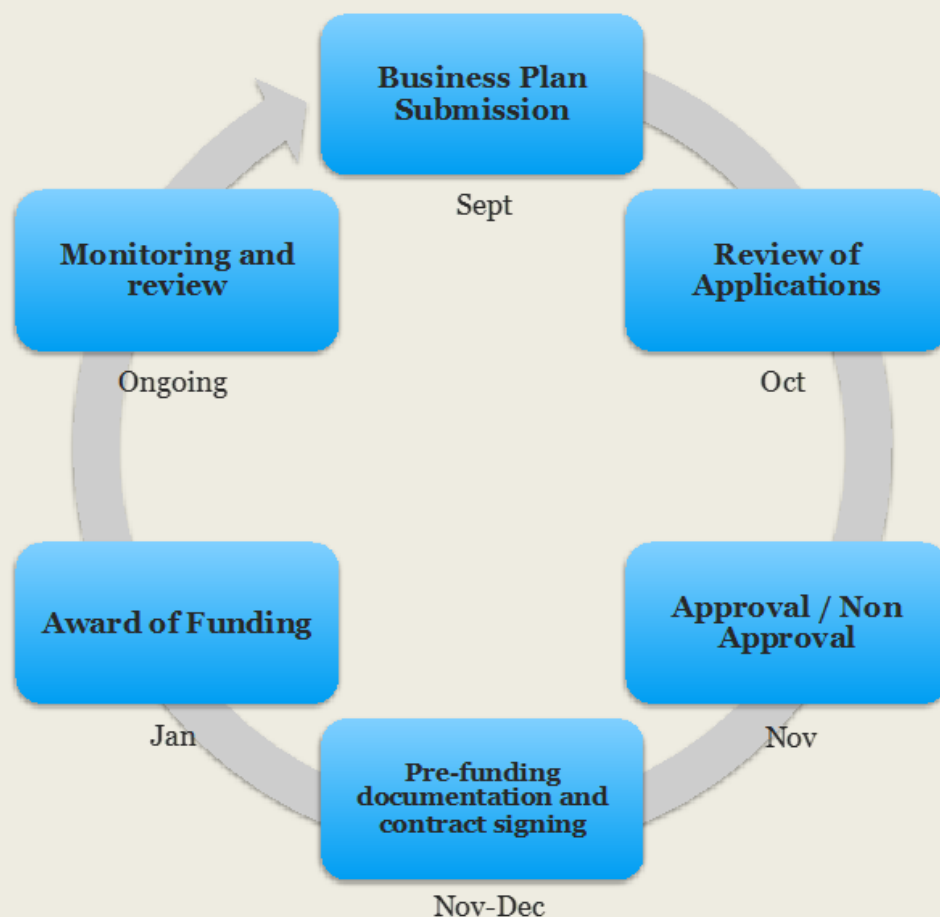 Business Plan
Submission
Sept
Review of
Applications
Oct
Approval / Non
Approval
Nov
Pre-funding
documentation and
contract signing
Nov-Dec
Award of Funding
Jan
Monitoring and
review
Ongoing